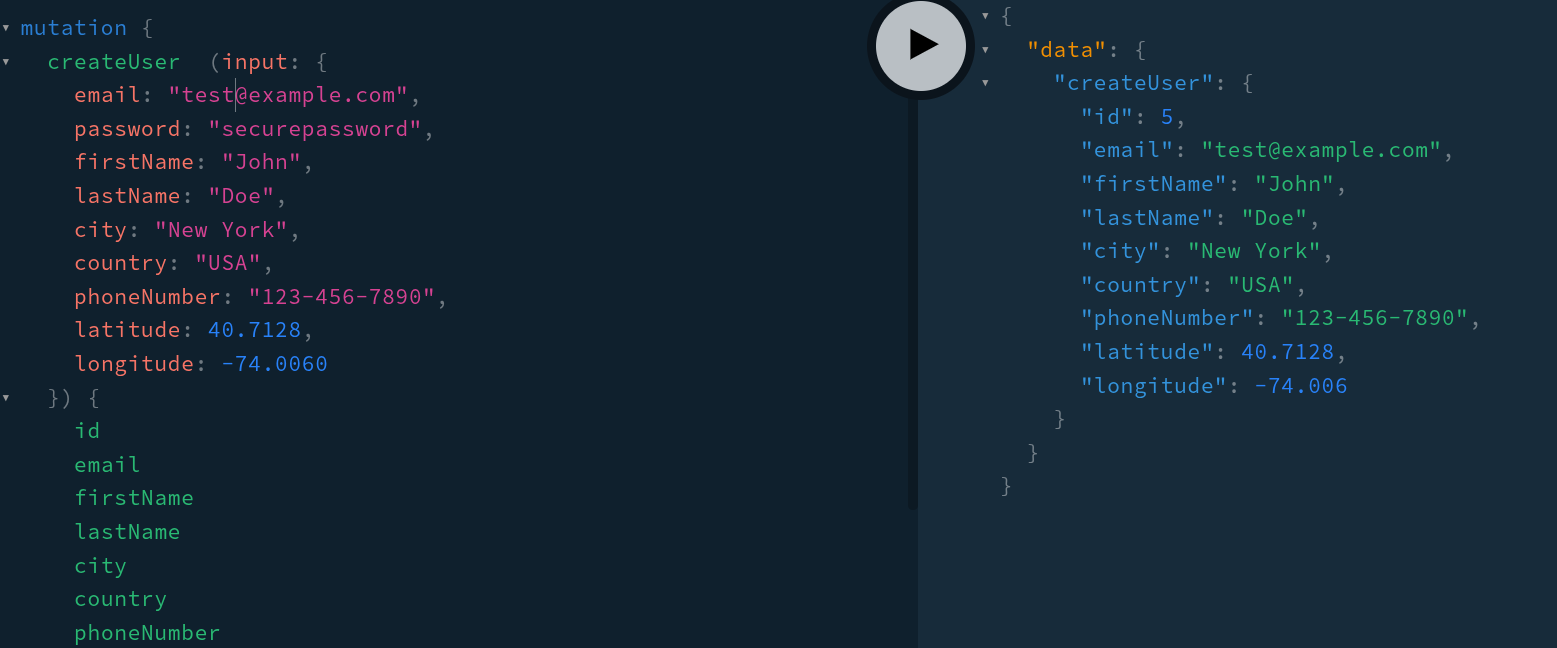 mutation {
createUser  (input: {
email: "test@example.com",
password: "securepassword",
firstName: "John",
lastName: "Doe",
city: "New York",
country: "USA",
phoneNumber: "123-456-7890",
latitude: 40.7128,
longitude: -74.0060
}) {
id
email
firstName
lastName
city
country
phoneNumber
{
"data": {
"createUser": {
"id": 5,
"email": "test@example.com",
"firstName": "John",
"lastName": "Doe",
"city": "New York",
"country": "USA",
"phoneNumber": "123-456-7890",
"latitude": 40.7128,
"longitude": -74.006
}
}
}